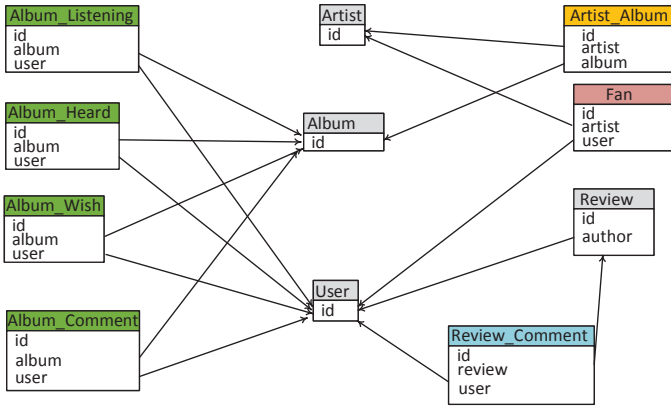 Album_Listening
id
album
user
Artist
id
Artist_Album
id
artist
album
Fan
id
artist
user
Album_Heard
id
album
user
Album
id
Album_Wish
id
album
user
Review
id
author
User
id
Album_Comment
id
album
user
Review_Comment
id
review
user